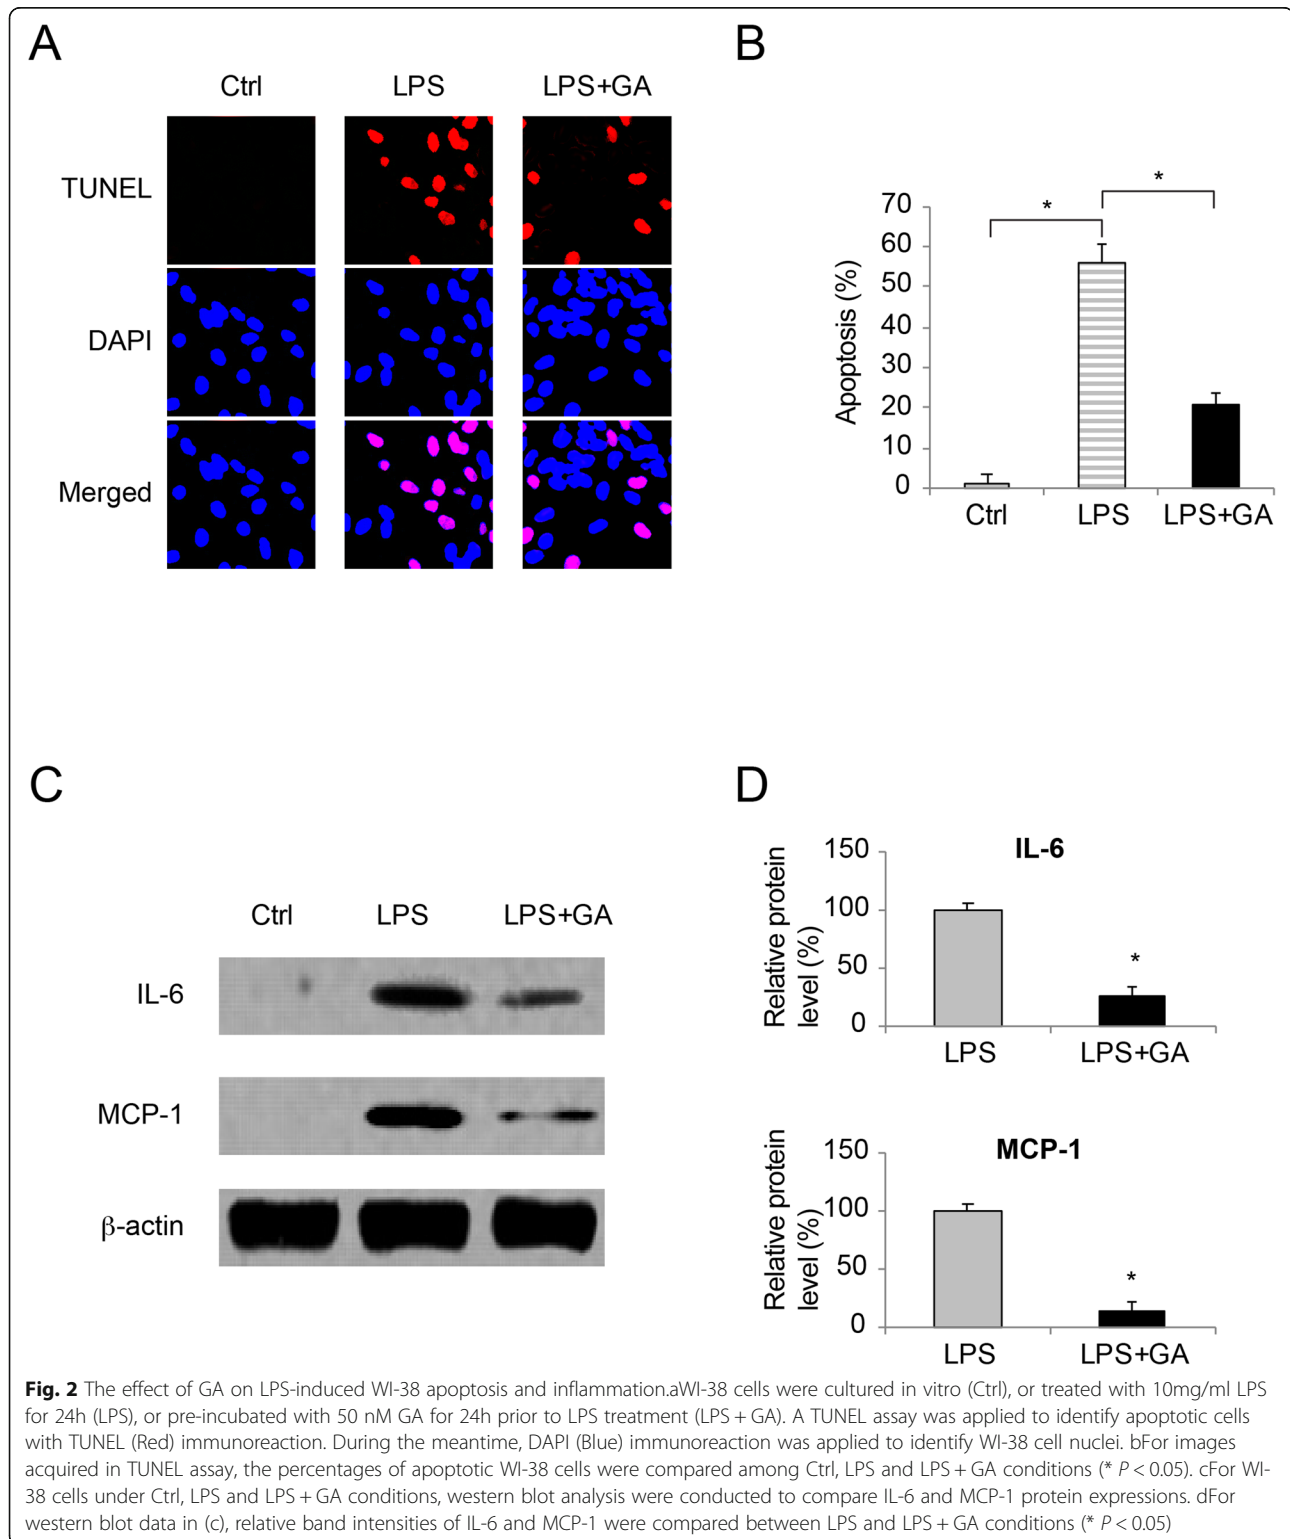 A
Ctrl LPS LPS+GA
TUNEL
DAPI
Merged
B
Apoptosis (%)
70
60
50
40
30
20
10
0
*
*
Ctrl LPS LPS+GA
C
Ctrl LPS LPS+GA
IL-6
MCP-1
β-actin
D
IL-6
Relative protein
level (%)
150
100
50
0
*
LPS LPS+GA
MCP-1
Relative protein
level (%)
150
100
50
0
*
LPS LPS+GA
Fig. 2 The effect of GA on LPS-induced WI-38 apoptosis and inflammation.aWI-38 cells were cultured in vitro (Ctrl), or treated with 10mg/ml LPS
for 24h (LPS), or pre-incubated with 50 nM GA for 24h prior to LPS treatment (LPS + GA). A TUNEL assay was applied to identify apoptotic cells
with TUNEL (Red) immunoreaction. During the meantime, DAPI (Blue) immunoreaction was applied to identify WI-38 cell nuclei. bFor images
acquired in TUNEL assay, the percentages of apoptotic WI-38 cells were compared among Ctrl, LPS and LPS + GA conditions (* P < 0.05). cFor WI-
38 cells under Ctrl, LPS and LPS + GA conditions, western blot analysis were conducted to compare IL-6 and MCP-1 protein expressions. dFor
western blot data in (c), relative band intensities of IL-6 and MCP-1 were compared between LPS and LPS + GA conditions (* P < 0.05)